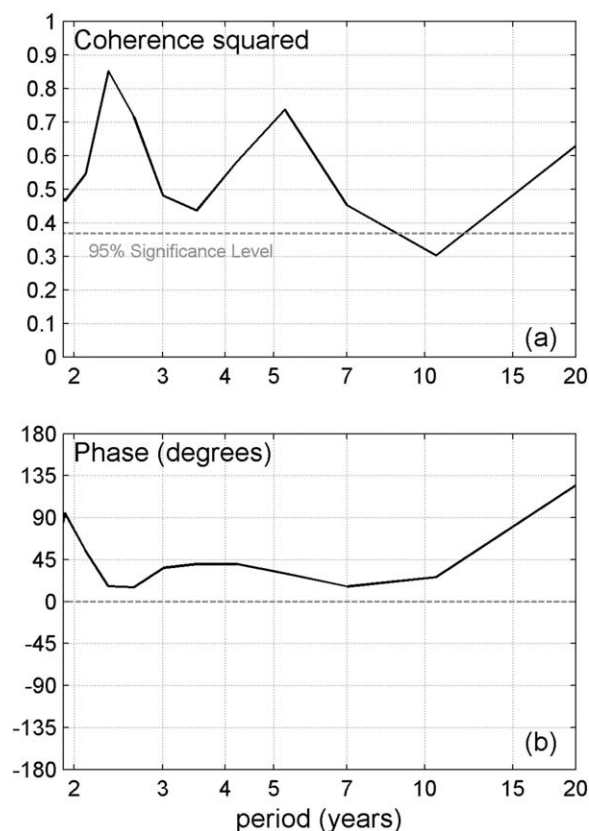 Coherence squared
1
0.9
0.8
0.7
0.6
0.5
0.4
0.3
0.2
0.1
0
95% Significance Level
(a)
2 3 4 5 7 10 15 20
Phase (degrees)
180
135
90
45
0
-45
-90
-135
-180
(b)
2 3 4 5 7 10 15 20
period (years)